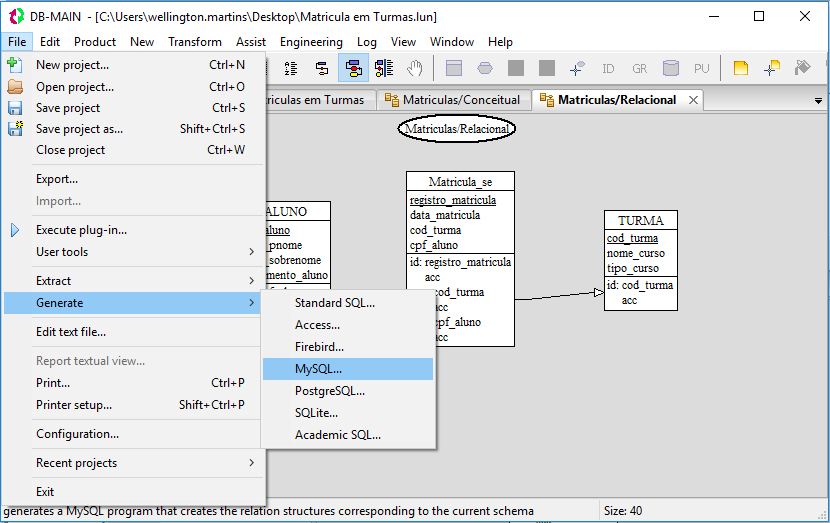 DB-MAIN - [C:\Users\wellington.martins\Desktop\Matricula em Turmas.lun]
File Edit Product New Transform Assist Engineering Log View Window Help
New project... Ctrl+N
Open project... Ctrl+O
Save project Ctrl+S
Save project as... Shift+Ctrl+S
Close project Ctrl+W
Export...
Import...
Execute plug-in...
User tools
Extract
Generate
Edit text file...
Report textual view...
Print... Ctrl+P
Printer setup... Shift+Ctrl+P
Configuration...
Recent projects
Exit
Standard SQL...
Access...
Firebird...
MySQL...
PostgreSQL...
SQLite...
Academic SQL...
ID GR PU
riculas em Turmas
Matriculas/Conceitual
Matriculas/Relacional
Matriculas/Relacional
ALUNO
aluno
_pnome
_sobrenome
mento_aluno
Matricula_se
registro_matricula
data_matricula
cod_turma
cpf_aluno
id: registro_matricula
acc
cod_turma
acc
cpf_aluno
acc
TURMA
cod_turma
nome_curso
tipo_curso
id: cod_turma
acc
generates a MySQL program that creates the relation structures corresponding to the current schema
Size: 40